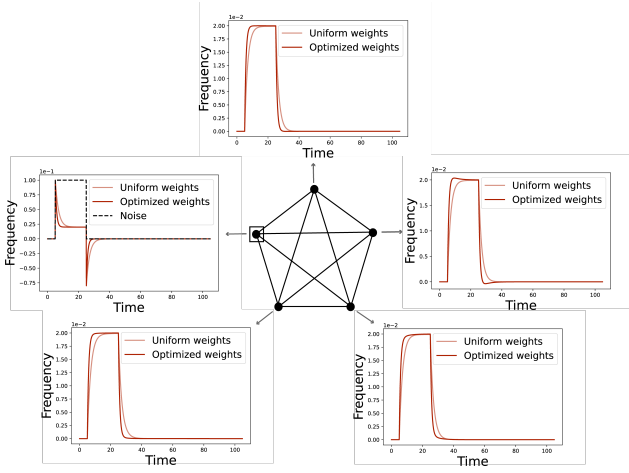 1e−2
2.00
1.75
1.50
1.25
1.00
0.75
0.50
0.25
0.00
0 20 40 60 80 100
Frequency
Time
Uniform weights
Optimized weights
1e−1
1.00
0.75
0.50
0.25
0.00
−0.25
−0.50
−0.75
0 20 40 60 80 100
Frequency
Time
Uniform weights
Optimized weights
Noise
1e−2
2.0
1.5
1.0
0.5
0.0
0 20 40 60 80 100
Frequency
Time
Uniform weights
Optimized weights
1e−2
2.00
1.75
1.50
1.25
1.00
0.75
0.50
0.25
0.00
0 20 40 60 80 100
Frequency
Time
Uniform weights
Optimized weights
1e−2
2.00
1.75
1.50
1.25
1.00
0.75
0.50
0.25
0.00
0 20 40 60 80 100
Frequency
Time
Uniform weights
Optimized weights